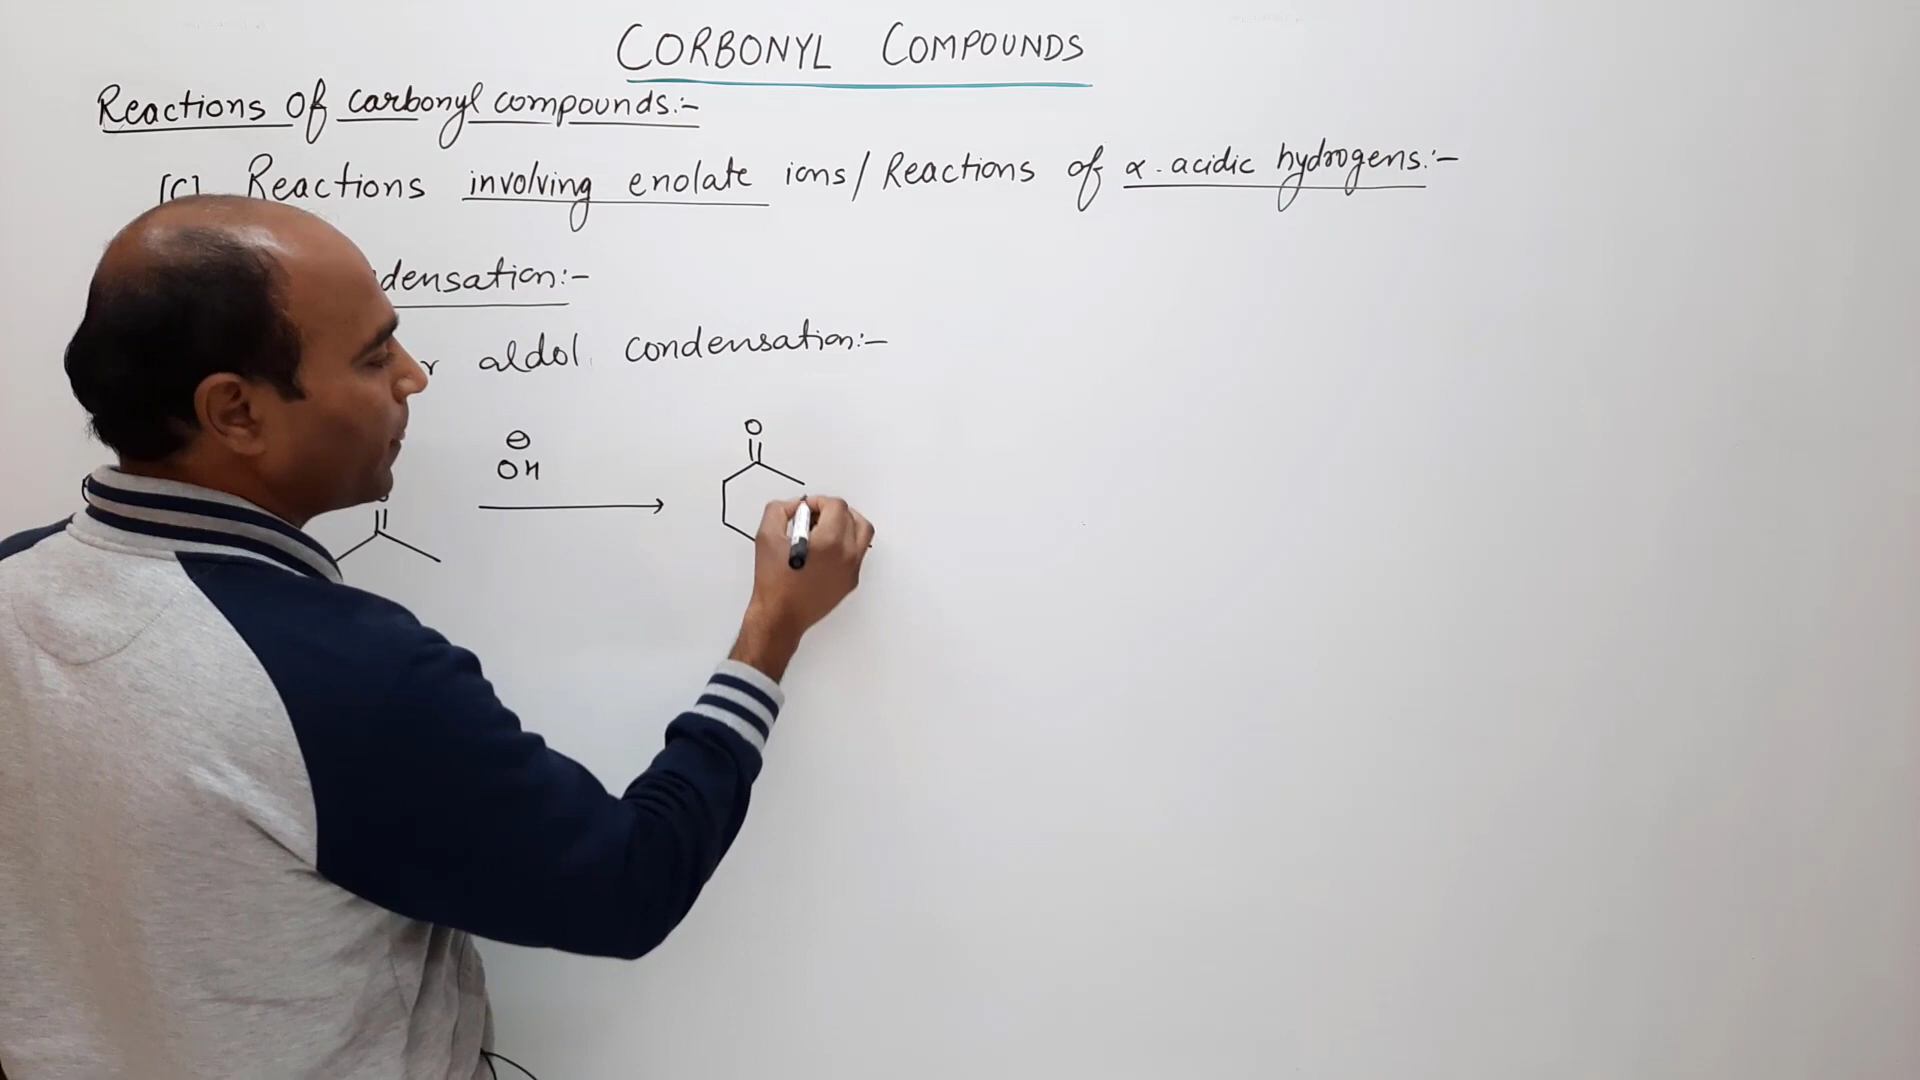 CORBONYL COMPOUNDS
Reactions Of carbonyl compounds:-
[C] Reactions involving enolate ions/Reactions of α-acidic hydrogens:-
densation:-
r aldol condensation:-
O
⊖
OH
O